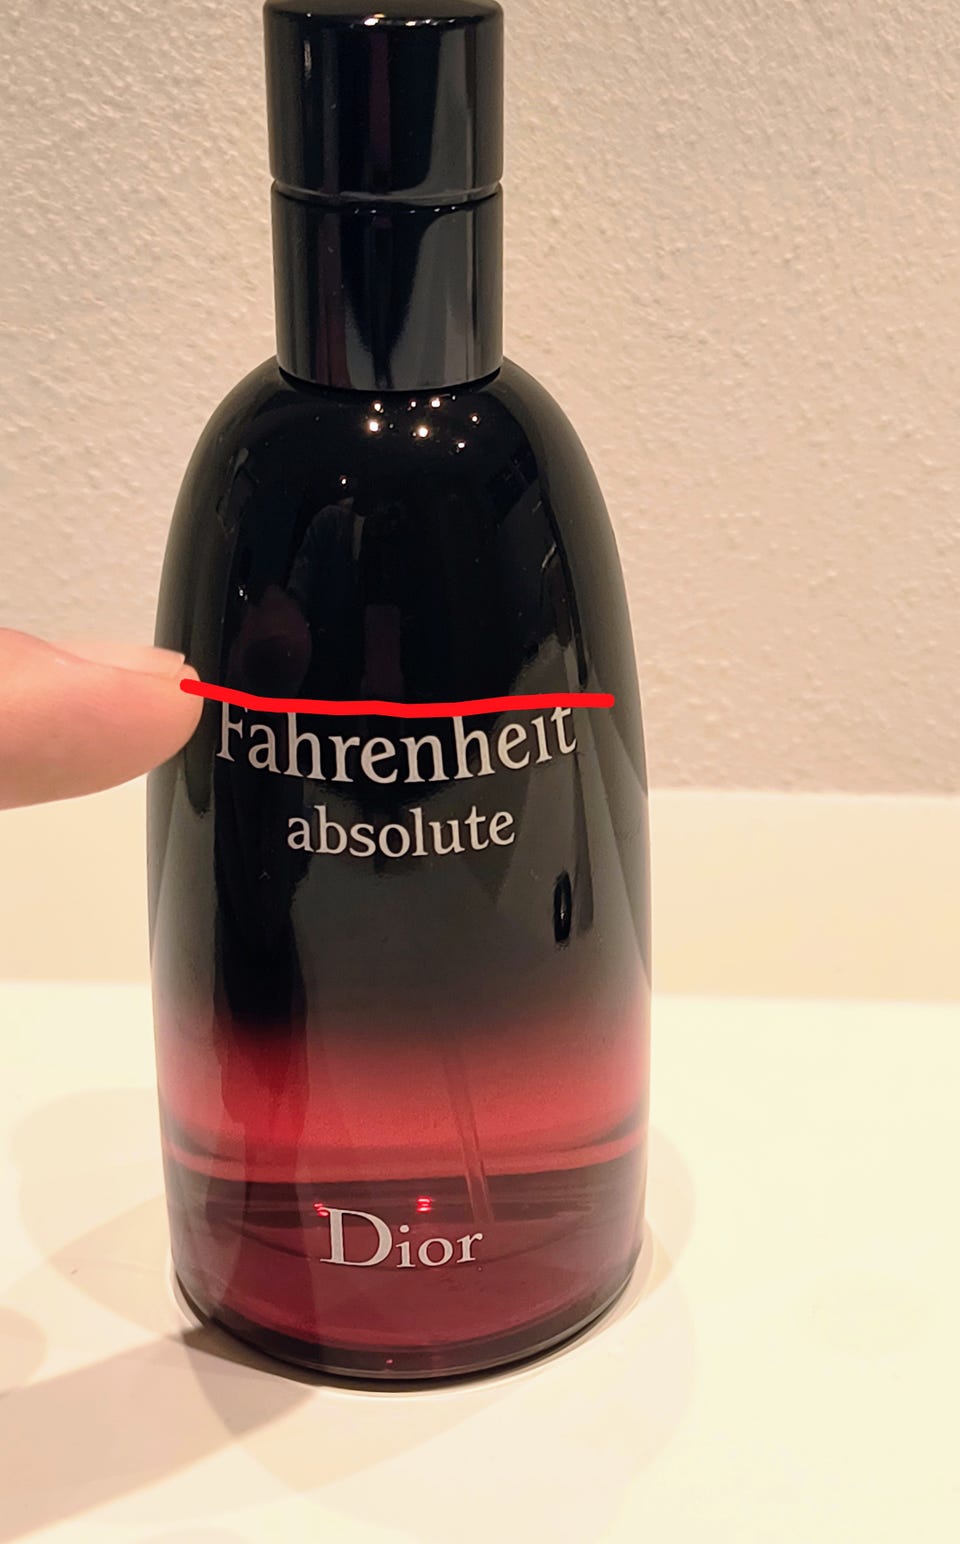 Fahrenheit
absolute
Dior